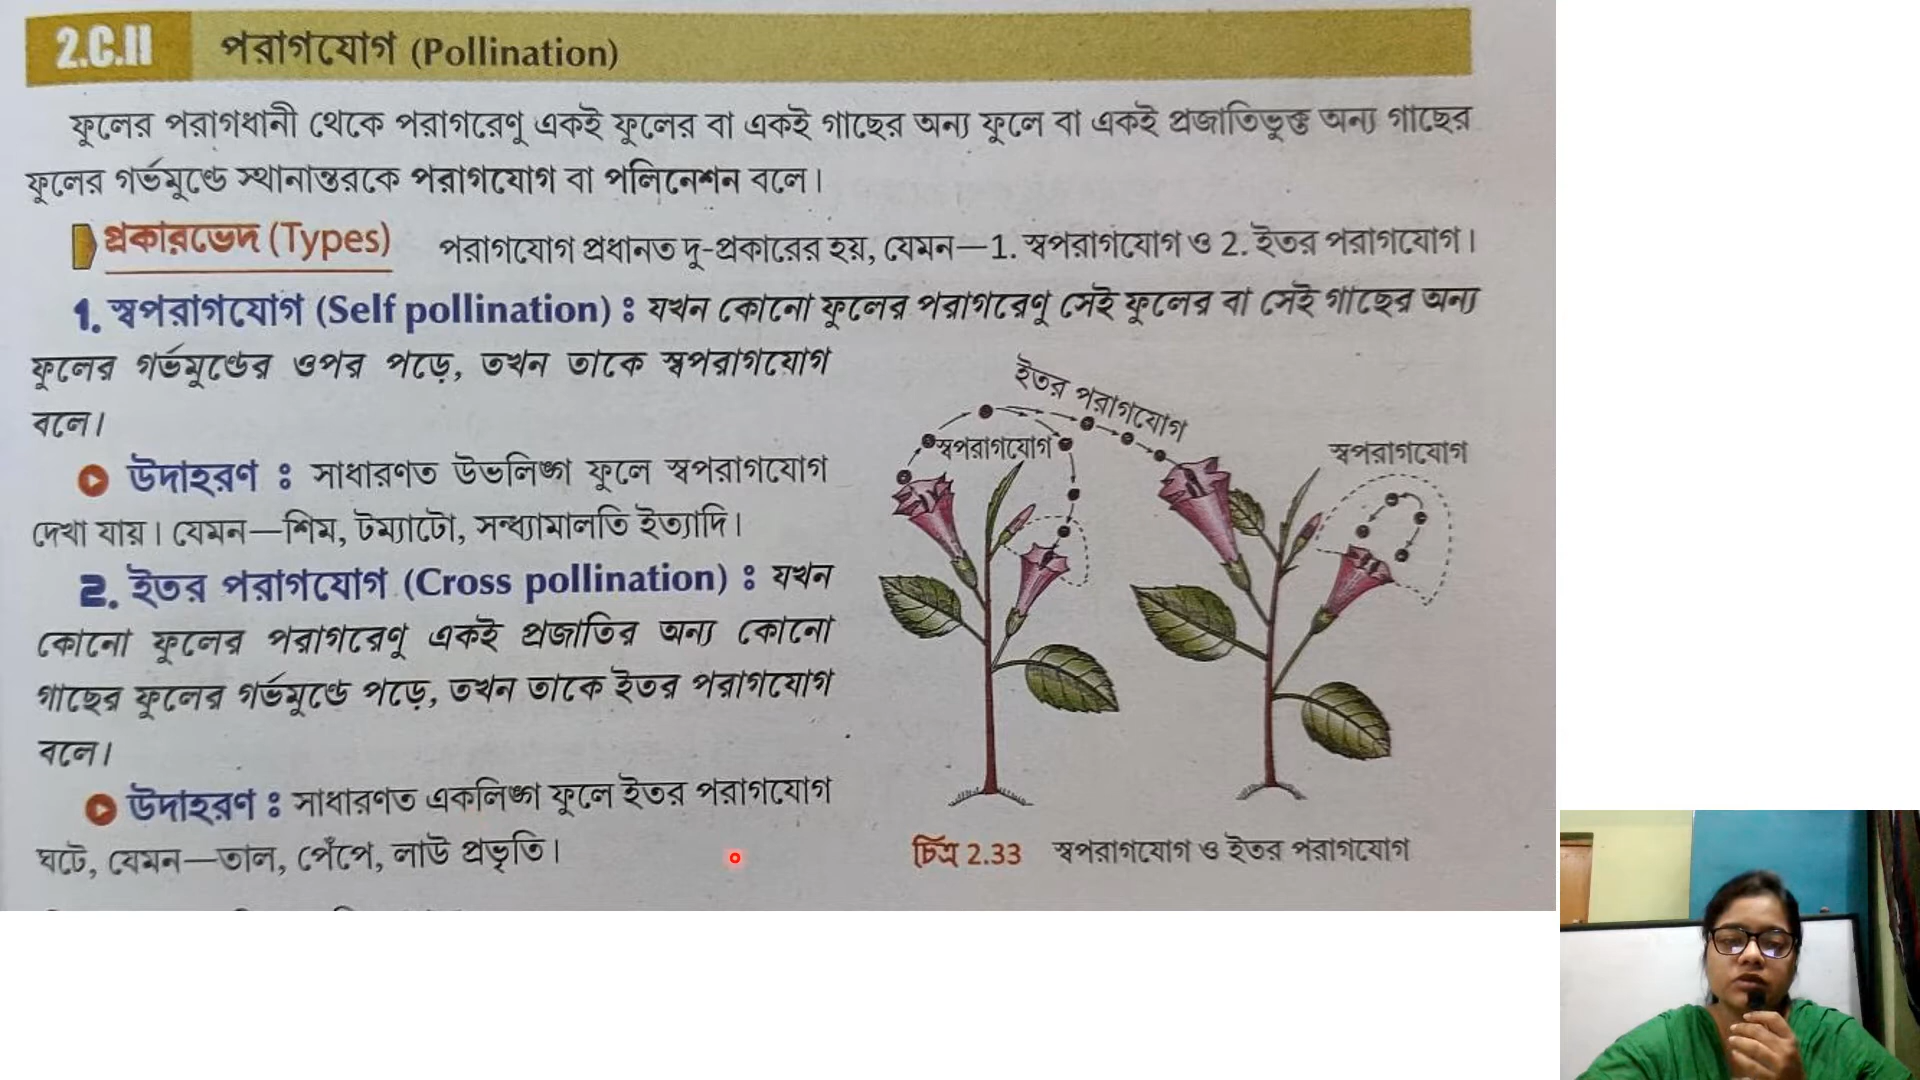 2.C.II পরাগযোগ (Pollination)
ফুলের পরাগধানী থেকে পরাগরেণু একই ফুলের বা একই গাছের অন্য ফুলে বা একই প্রজাতিভুক্ত অন্য গাছের
ফুলের গর্ভমুণ্ডে স্থানান্তরকে পরাগযোগ বা পলিনেশন বলে।
প্রকারভেদ (Types) পরাগযোগ প্রধানত দু-প্রকারের হয়, যেমন—1. স্বপরাগযোগ ও 2. ইতর পরাগযোগ।
1. স্বপরাগযোগ (Self pollination) : যখন কোনো ফুলের পরাগরেণু সেই ফুলের বা সেই গাছের অন্য
ফুলের গর্ভমুণ্ডের ওপর পড়ে, তখন তাকে স্বপরাগযোগ
বলে।
উদাহরণ : সাধারণত উভলিঙ্গ ফুলে স্বপরাগযোগ
দেখা যায়। যেমন—শিম, টম্যাটো, সন্ধ্যামালতি ইত্যাদি।
2. ইতর পরাগযোগ (Cross pollination) : যখন
কোনো ফুলের পরাগরেণু একই প্রজাতির অন্য কোনো
গাছের ফুলের গর্ভমুণ্ডে পড়ে, তখন তাকে ইতর পরাগযোগ
বলে।
উদাহরণ : সাধারণত একলিঙ্গ ফুলে ইতর পরাগযোগ
ঘটে, যেমন—তাল, পেঁপে, লাউ প্রভৃতি।
ইতর পরাগযোগ
স্বপরাগযোগ
স্বপরাগযোগ
চিত্র 2.33 স্বপরাগযোগ ও ইতর পরাগযোগ